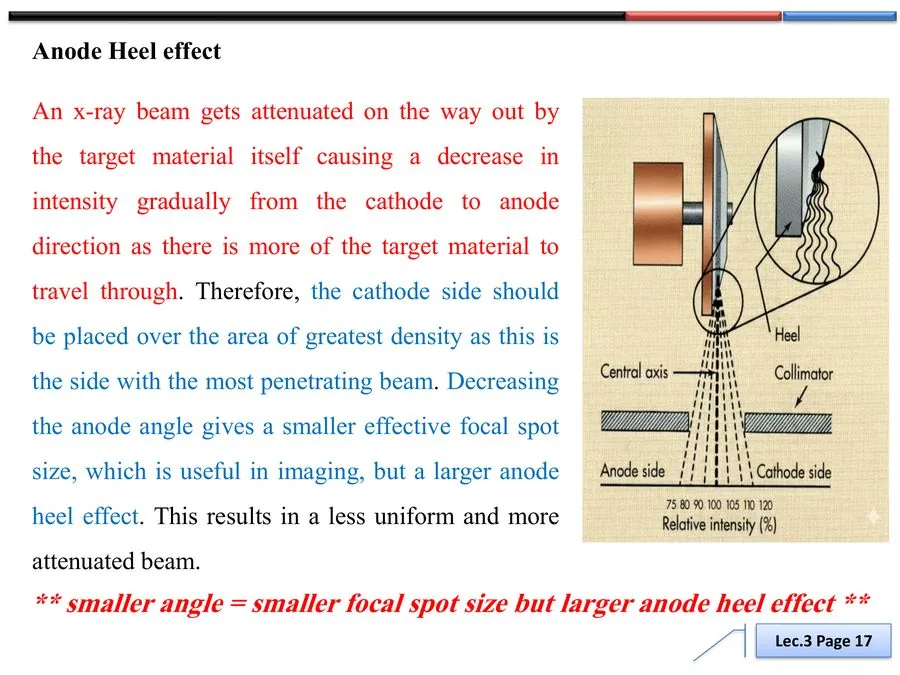 Anode Heel effect
An x-ray beam gets attenuated on the way out by
the target material itself causing a decrease in
intensity gradually from the cathode to anode
direction as there is more of the target material to
travel through. Therefore, the cathode side should
be placed over the area of greatest density as this is
the side with the most penetrating beam. Decreasing
the anode angle gives a smaller effective focal spot
size, which is useful in imaging, but a larger anode
heel effect. This results in a less uniform and more
attenuated beam.
Heel
Central axis
Collimator
Anode side
Cathode side
75 80 90 100 105 110 120
Relative intensity (%)
** smaller angle = smaller focal spot size but larger anode heel effect **
Lec.3 Page 17